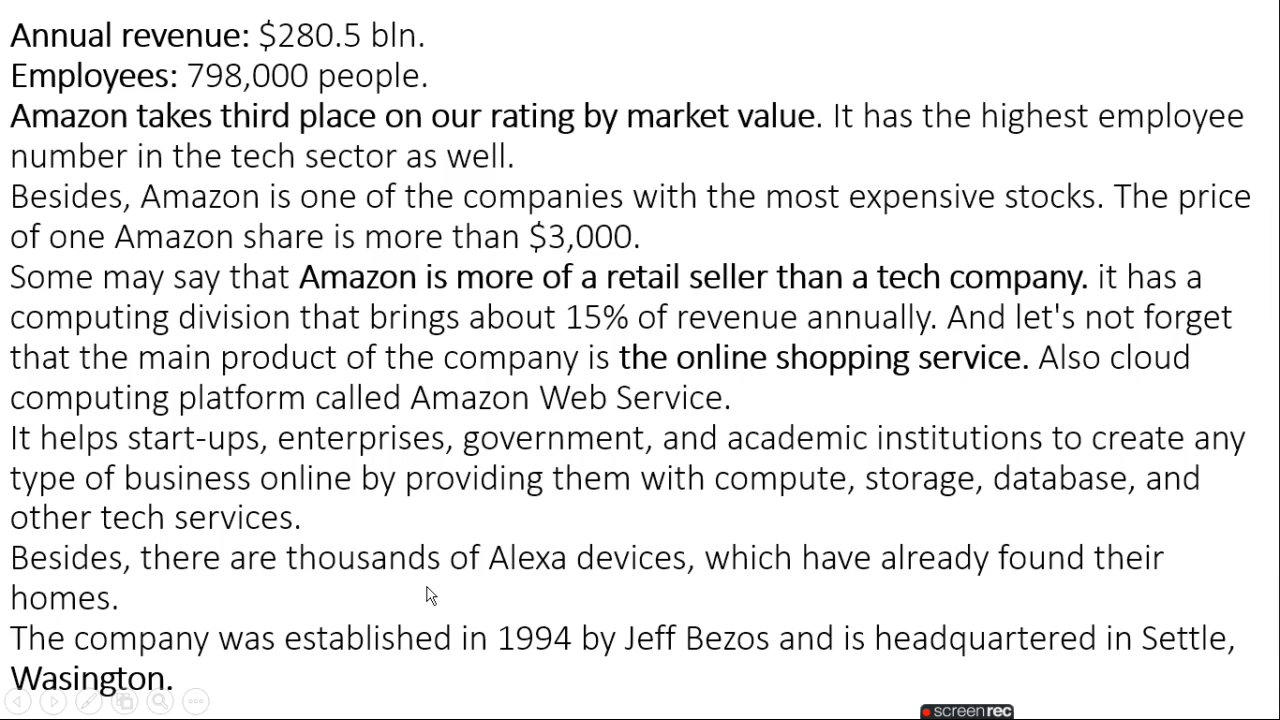 Annual revenue: $280.5 bln.
Employees: 798,000 people.
Amazon takes third place on our rating by market value. It has the highest employee
number in the tech sector as well.
Besides, Amazon is one of the companies with the most expensive stocks. The price
of one Amazon share is more than $3,000.
Some may say that Amazon is more of a retail seller than a tech company. it has a
computing division that brings about 15% of revenue annually. And let's not forget
that the main product of the company is the online shopping service. Also cloud
computing platform called Amazon Web Service.
It helps start-ups, enterprises, government, and academic institutions to create any
type of business online by providing them with compute, storage, database, and
other tech services.
Besides, there are thousands of Alexa devices, which have already found their
homes.
The company was established in 1994 by Jeff Bezos and is headquartered in Settle,
Wasington.
screenrec